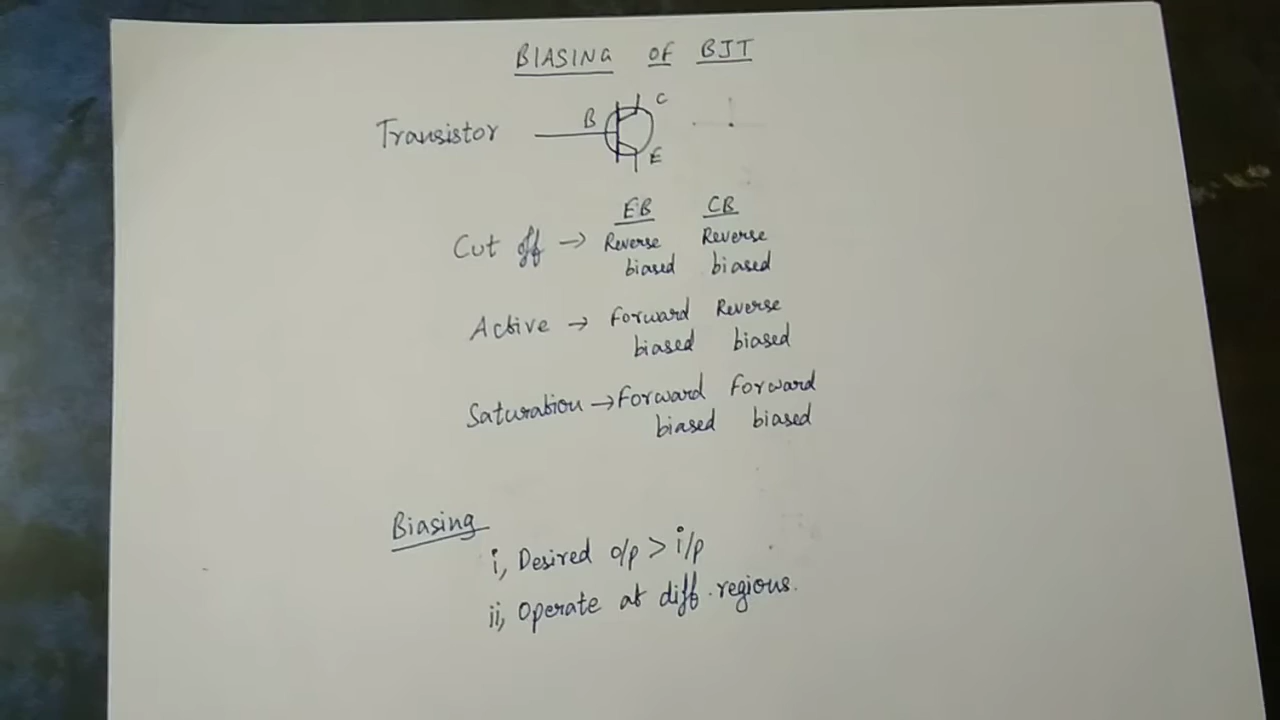 BIASING OF BJT
Transistor B C
E
EB CB
Cut off → Reverse Reverse
biased biased
Active → Forward Reverse
biased biased
Saturation → Forward Forward
biased biased
Biasing
i, Desired o/p > i/p
ii, Operate at diff. regions.